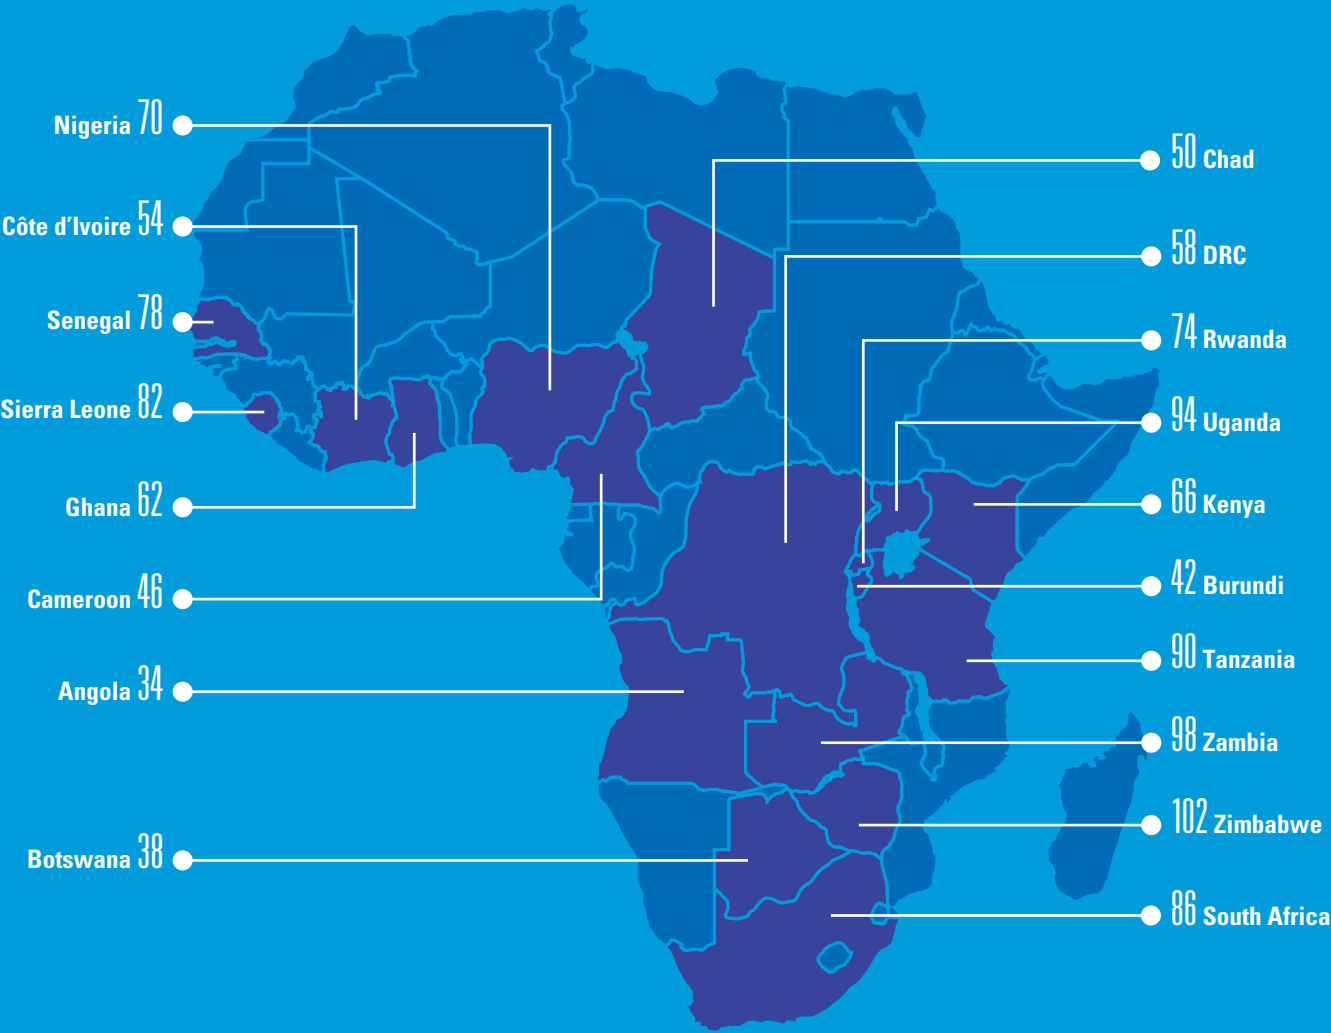 Nigeria 70
Côte d'Ivoire 54
Senegal 78
Sierra Leone 82
Ghana 62
Cameroon 46
Angola 34
Botswana 38
50 Chad
58 DRC
74 Rwanda
94 Uganda
66 Kenya
42 Burundi
90 Tanzania
98 Zambia
102 Zimbabwe
86 South Africa